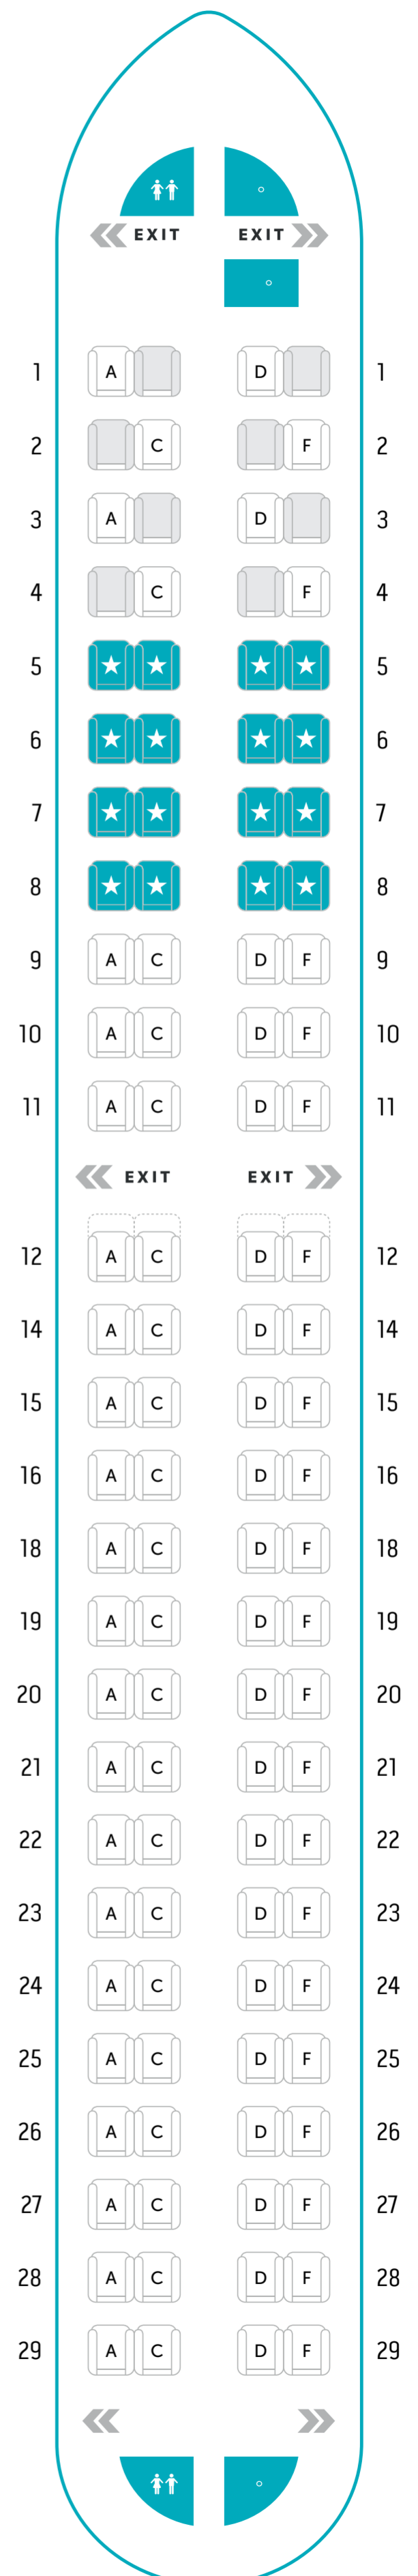 EXIT EXIT
1 A D 1
2 C F 2
3 A D 3
4 C F 4
5 5
6 6
7 7
8 8
9 A C D F 9
10 A C D F 10
11 A C D F 11
EXIT EXIT
12 A C D F 12
14 A C D F 14
15 A C D F 15
16 A C D F 16
18 A C D F 18
19 A C D F 19
20 A C D F 20
21 A C D F 21
22 A C D F 22
23 A C D F 23
24 A C D F 24
25 A C D F 25
26 A C D F 26
27 A C D F 27
28 A C D F 28
29 A C D F 29